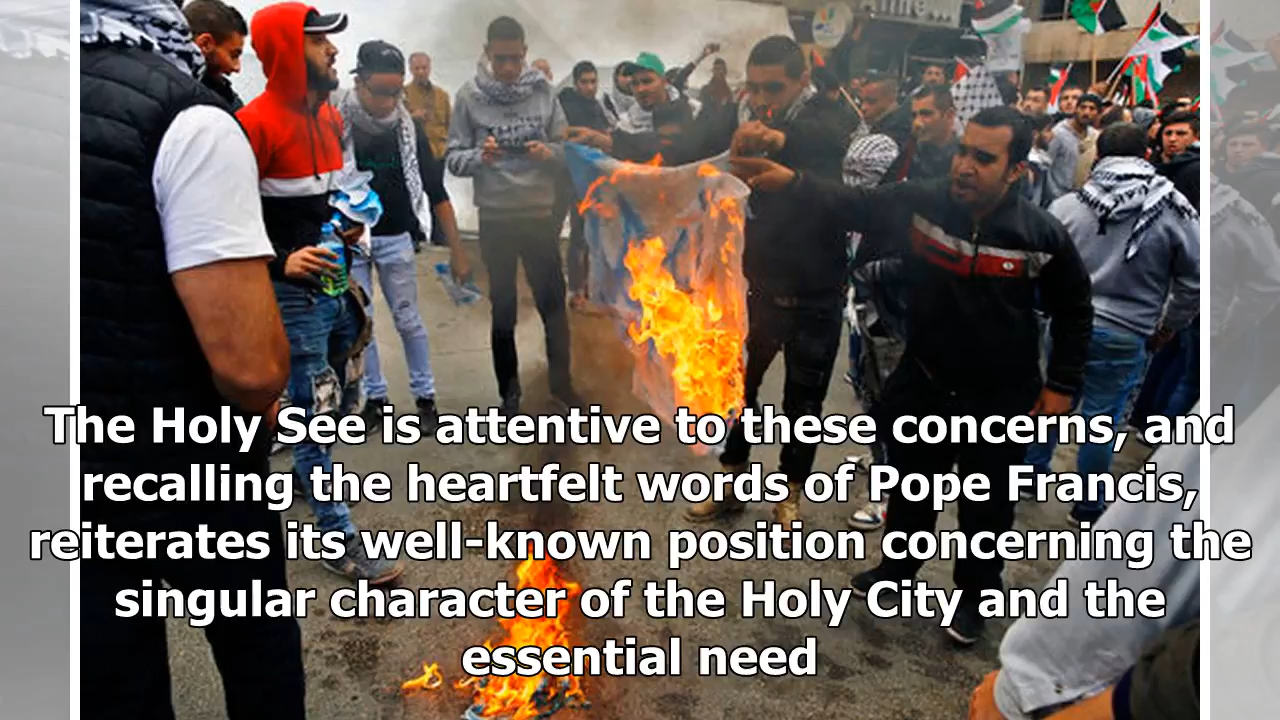 The Holy See is attentive to these concerns, and
recalling the heartfelt words of Pope Francis,
reiterates its well-known position concerning the
singular character of the Holy City and the
essential need